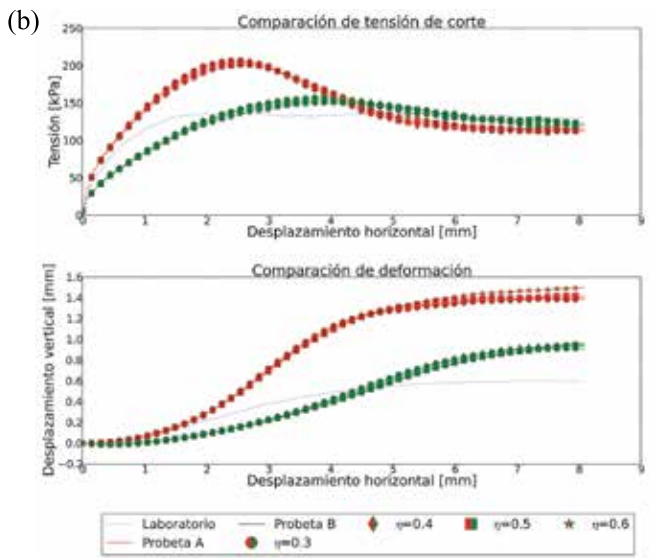 (b)
Comparación de tensión de corte
Tensión [kPa]
250
200
150
100
50
0
0 1 2 3 4 5 6 7 8 9
Desplazamiento horizontal [mm]
Comparación de deformación
Desplazamiento vertical [mm]
1.6
1.4
1.2
1.0
0.8
0.6
0.4
0.2
0.0
-0.2
0 1 2 3 4 5 6 7 8 9
Desplazamiento horizontal [mm]
Laboratorio Probeta B η=0.4 η=0.5 η=0.6
Probeta A η=0.3